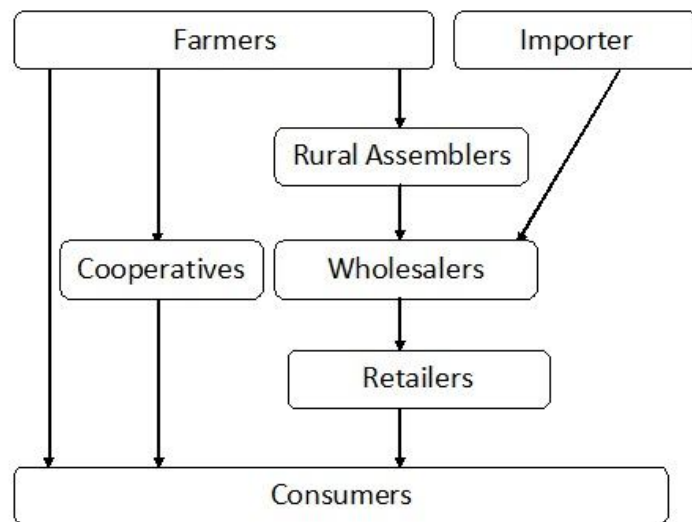 Farmers
Importer
Rural Assemblers
Cooperatives
Wholesalers
Retailers
Consumers